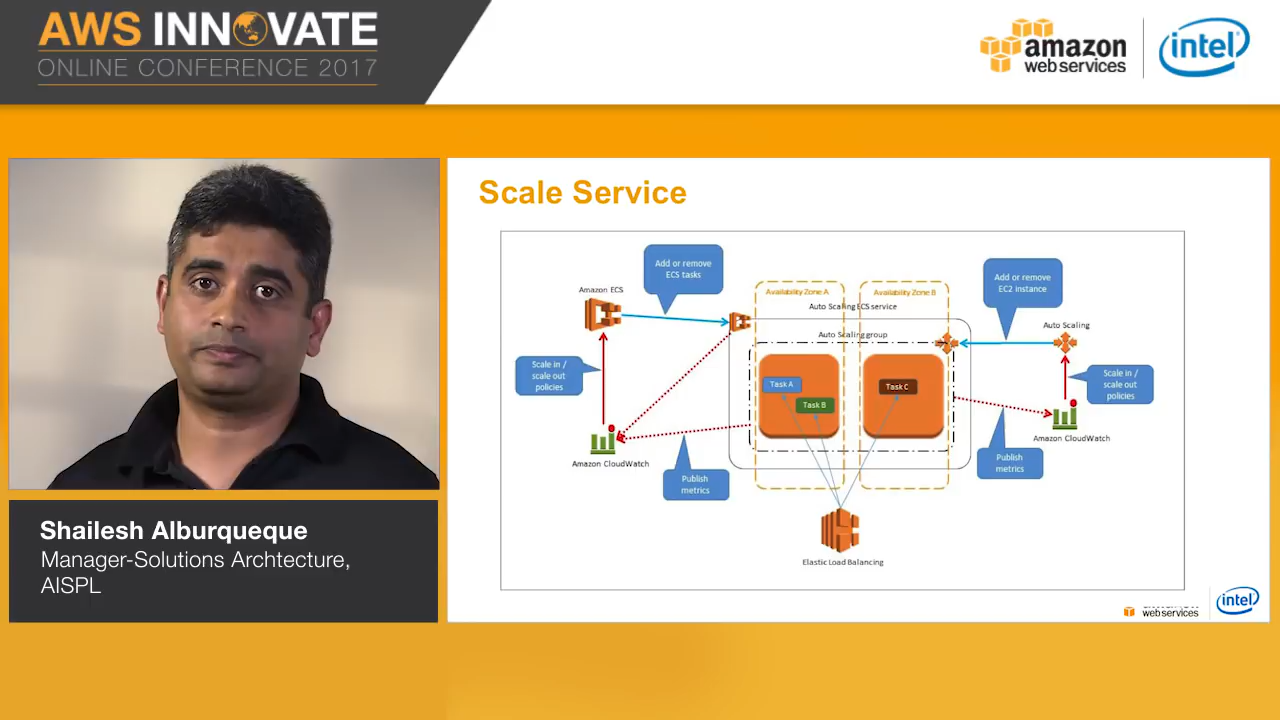 AWS INNOVATE
ONLINE CONFERENCE 2017
amazon
webservices
intel
Scale Service
Add or remove
ECS tasks
Amazon ECS
Availability Zone A
Availability Zone B
Auto Scaling ECS service
Auto Scaling group
Add or remove
EC2 instance
Auto Scaling
Scale in /
scale out
policies
Task A
Task B
Task C
Scale in /
scale out
policies
Amazon CloudWatch
Publish
metrics
Amazon CloudWatch
Publish
metrics
Elastic Load Balancing
Shailesh Alburqueque
Manager-Solutions Archtecture,
AISPL
webservices
intel